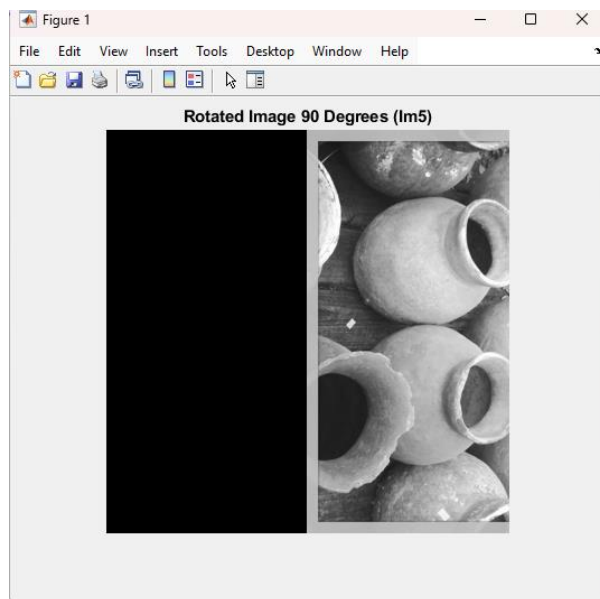 Figure 1
File Edit View Insert Tools Desktop Window Help
Rotated Image 90 Degrees (Im5)